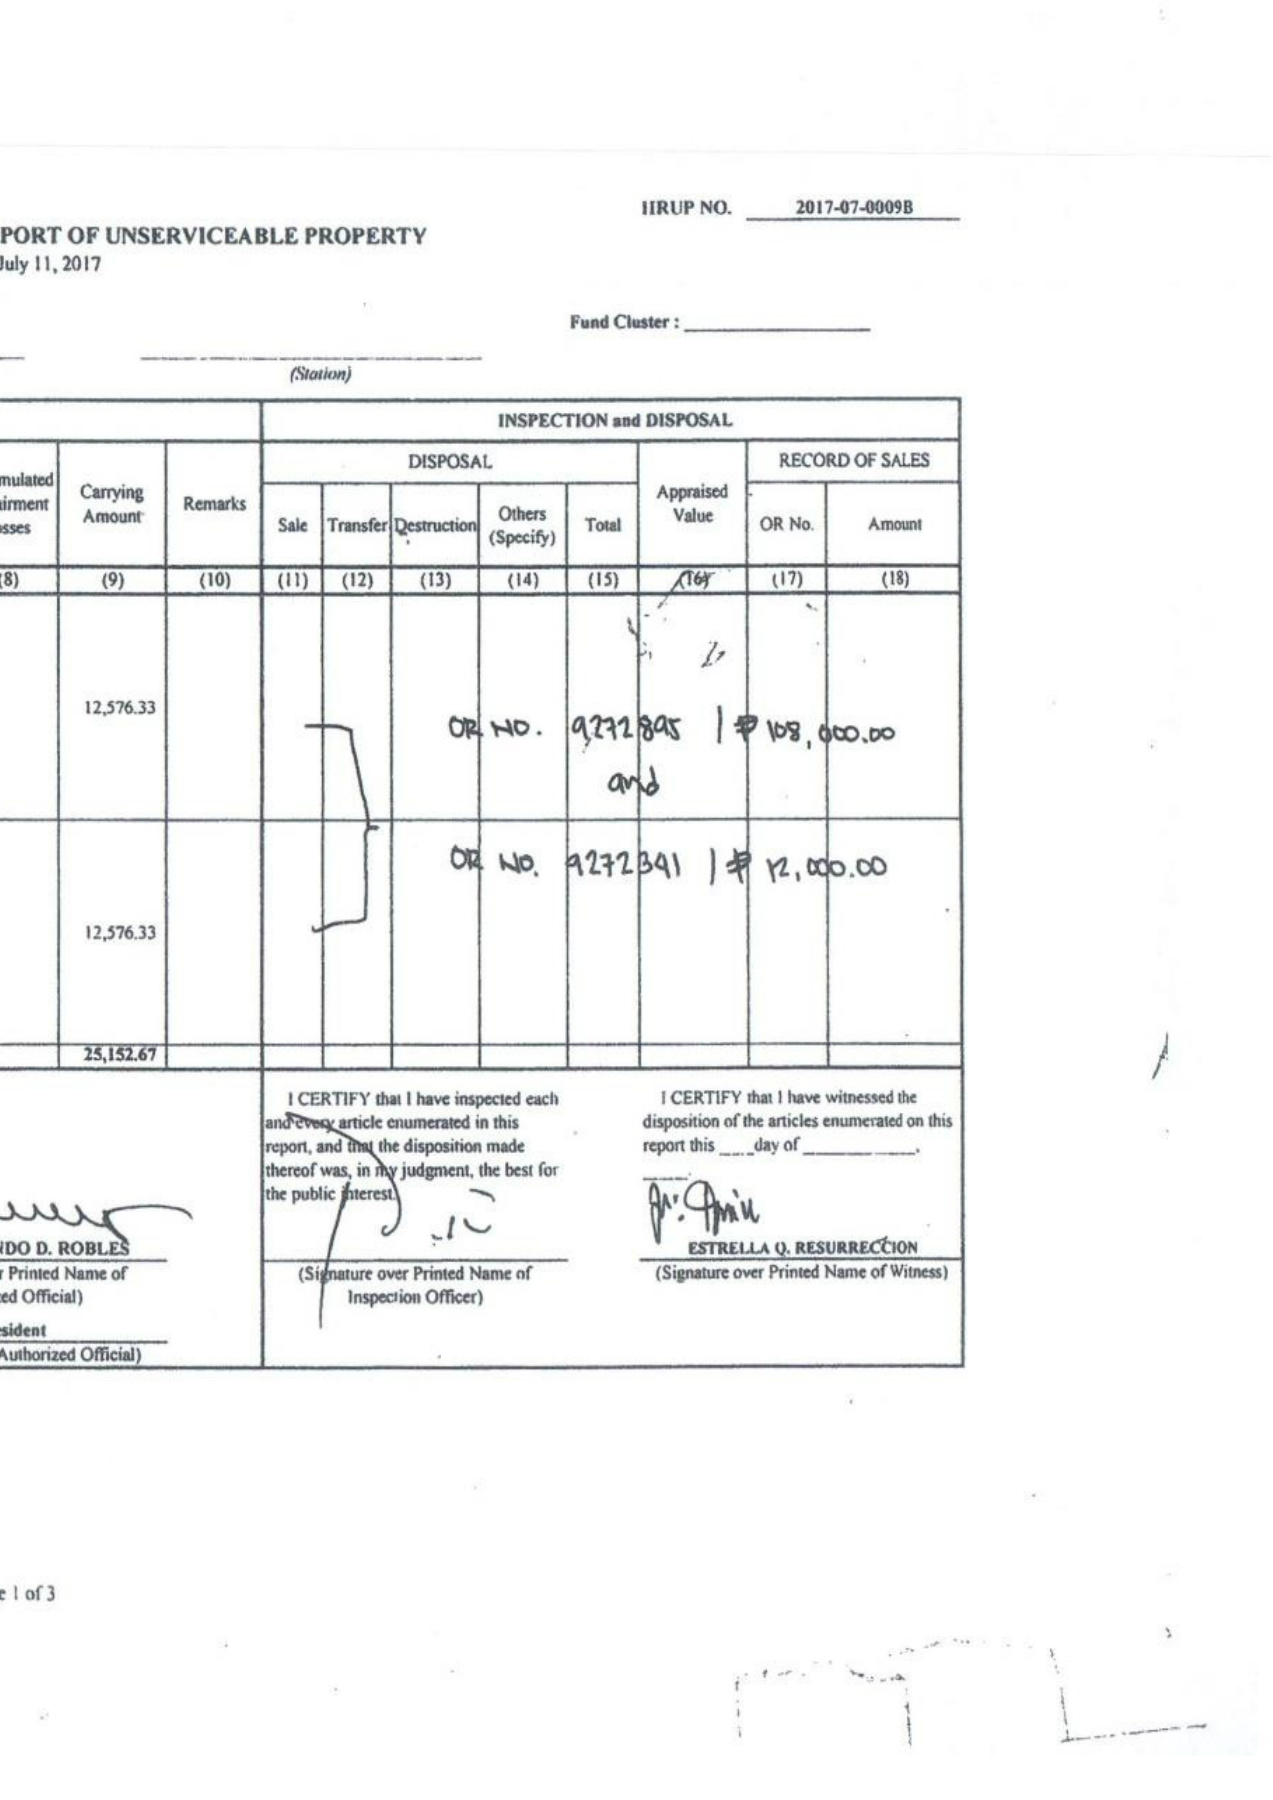 IIRUP NO. 2017-07-0009B
PORT OF UNSERVICEABLE PROPERTY
July 11, 2017
Fund Cluster :
(Station)
INSPECTION and DISPOSAL
DISPOSAL
RECORD OF SALES
mulated
airment
osses
Carrying
Amount
Remarks
Sale
Transfer
Destruction
Others
(Specify)
Total
Appraised
Value
OR No.
Amount
(8) (9) (10) (11) (12) (13) (14) (15) (16) (17) (18)
12,576.33
OR NO. 9272895 | ₱ 108,000.00
and
OR NO. 9272341 | ₱ 12,000.00
12,576.33
25,152.67
I CERTIFY that I have inspected each
and every article enumerated in this
report, and that the disposition made
thereof was, in my judgment, the best for
the public interest.
I CERTIFY that I have witnessed the
disposition of the articles enumerated on this
report this ____day of ____________.
NDO D. ROBLES
r Printed Name of
ed Official)
esident
Authorized Official)
(Signature over Printed Name of
Inspection Officer)
ESTRELLA Q. RESURRECCION
(Signature over Printed Name of Witness)
e 1 of 3